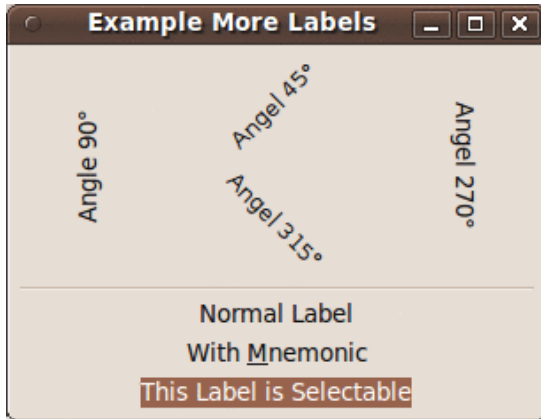 Example More Labels
Angle 90°
Angel 45°
Angel 315°
Angel 270°
Normal Label
With Mnemonic
This Label is Selectable